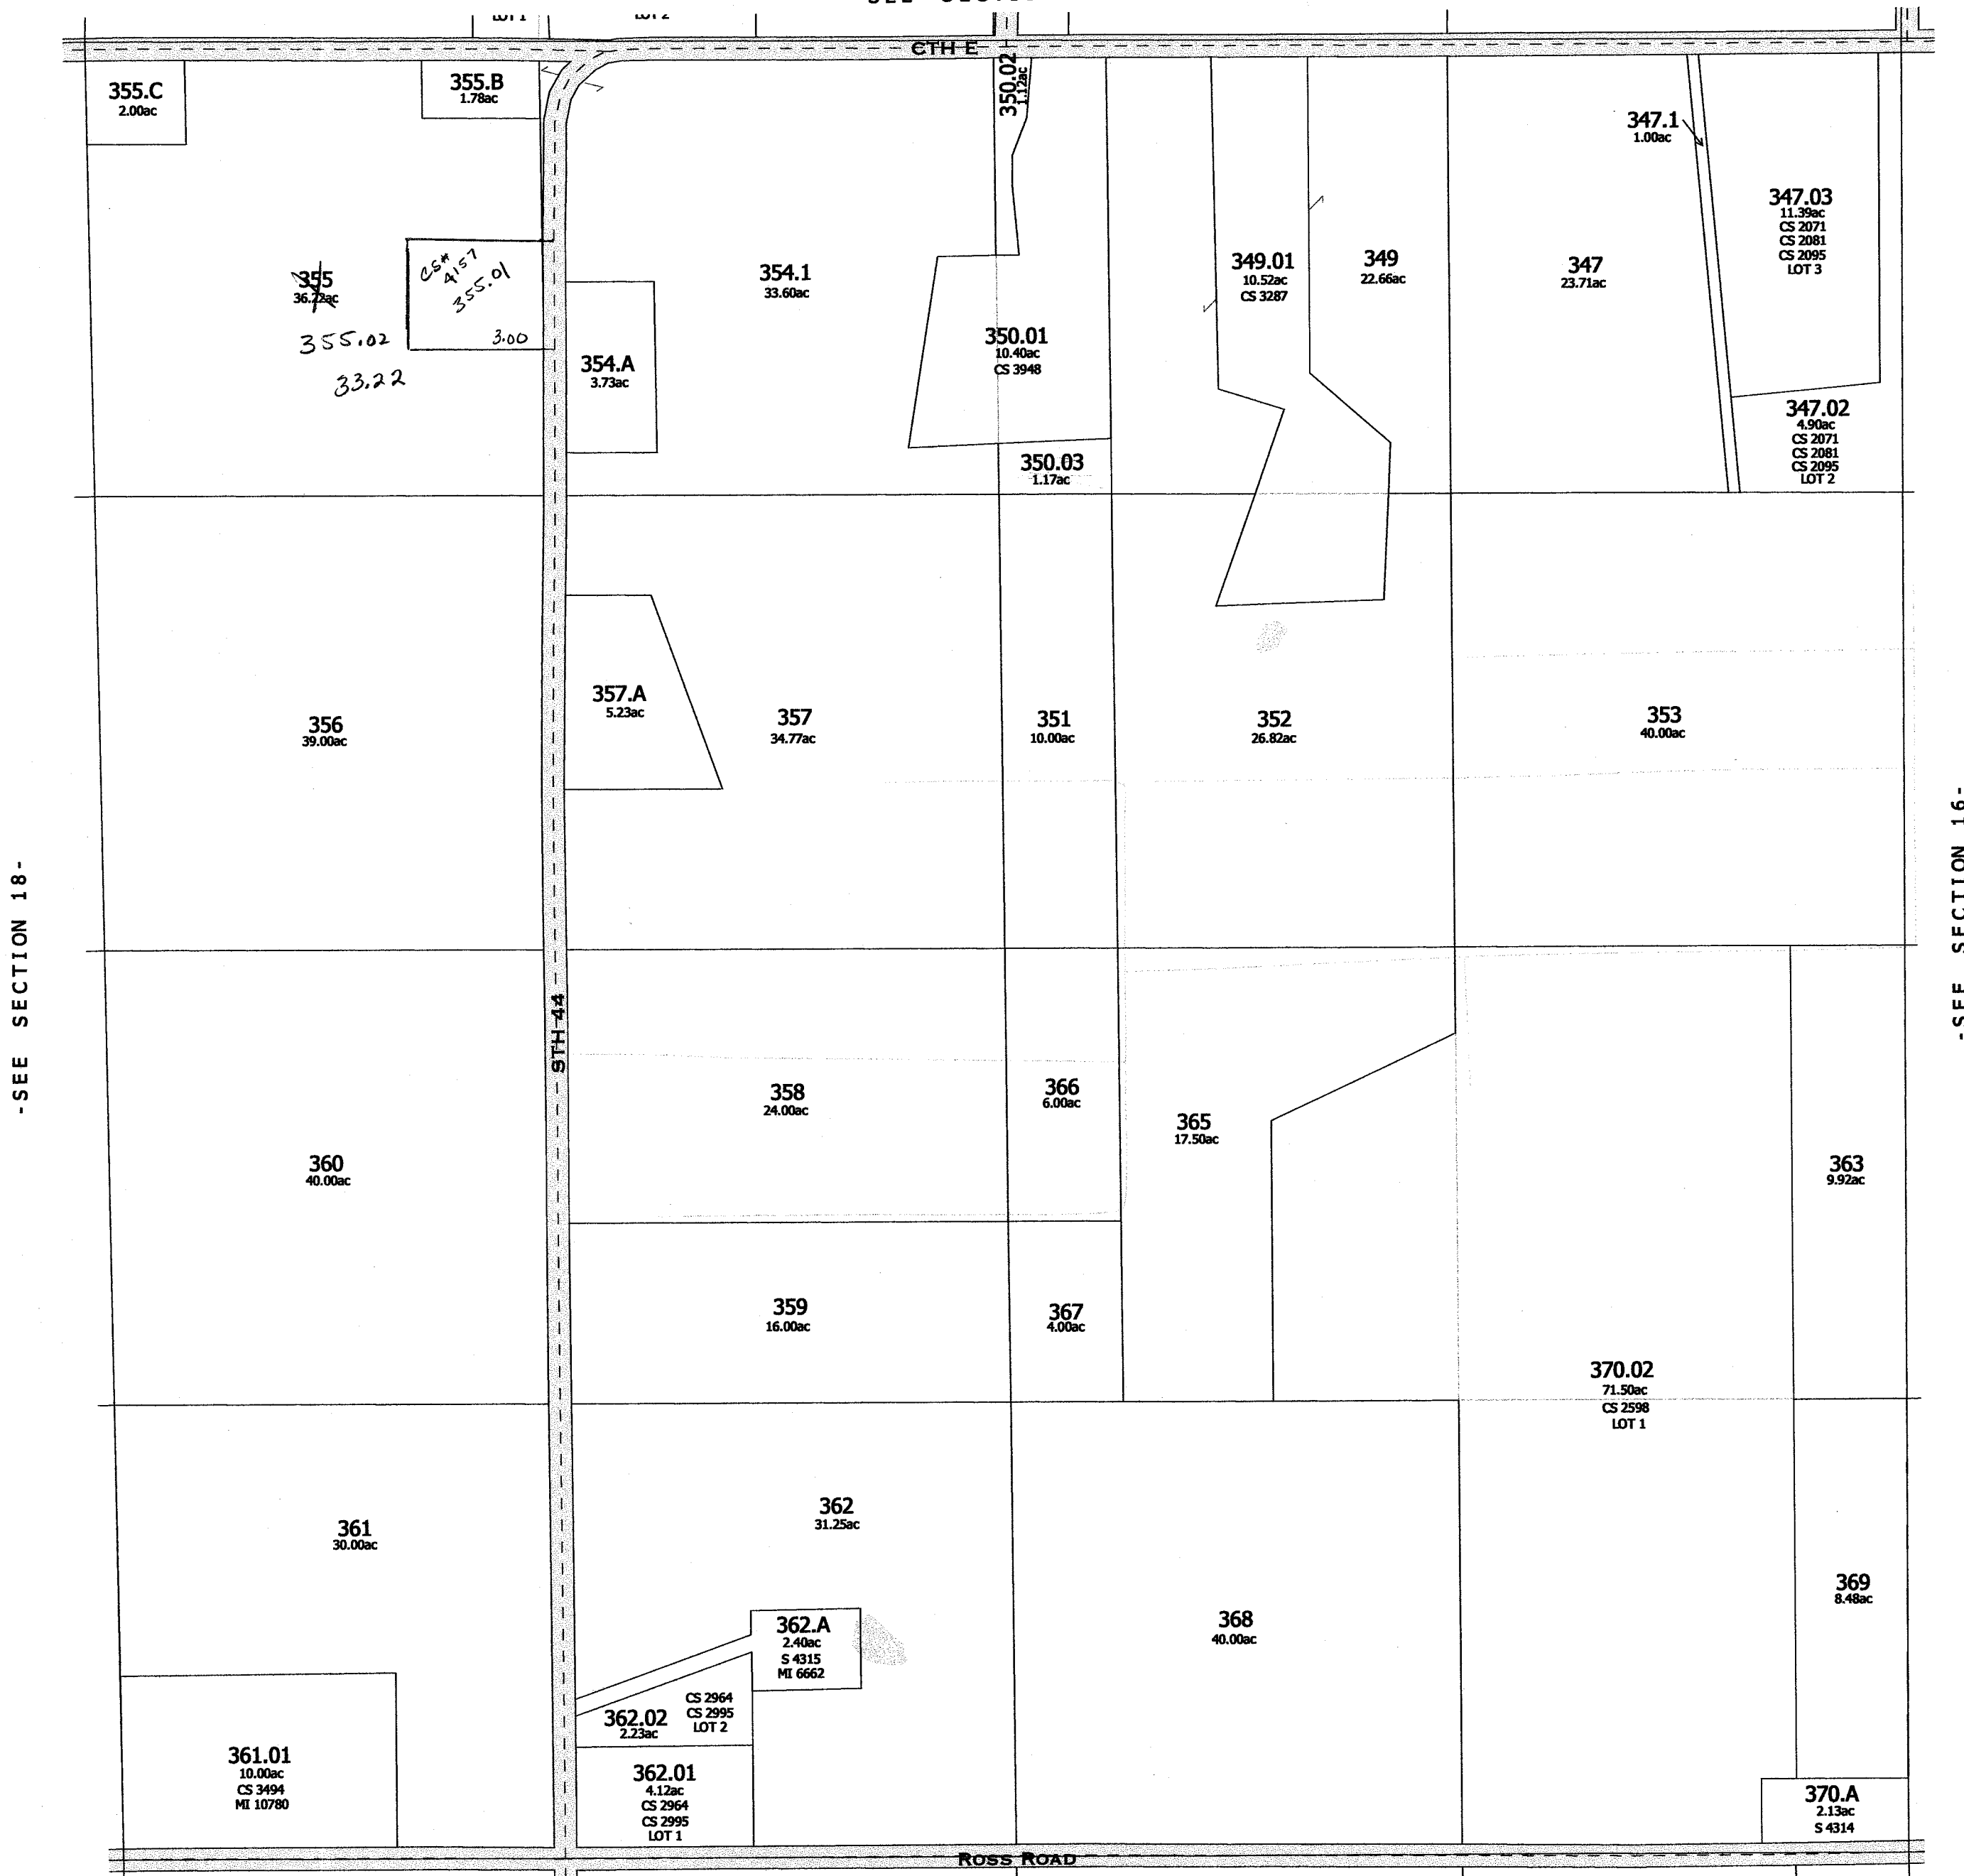 LOT 1
LOT 2
CTH E
355.C
2.00ac
355.B
1.78ac
350.02
1.12ac
347.1
1.00ac
347.03
11.39ac
CS 2071
CS 2081
CS 2095
LOT 3
355
36.22ac
CS# 4157
355.01
3.00
355.02
33.22
354.1
33.60ac
349.01
10.52ac
CS 3287
349
22.66ac
347
23.71ac
350.01
10.40ac
CS 3948
354.A
3.73ac
347.02
4.90ac
CS 2071
CS 2081
CS 2095
LOT 2
350.03
1.17ac
356
39.00ac
357.A
5.23ac
357
34.77ac
351
10.00ac
352
26.82ac
353
40.00ac
-SEE SECTION 18-
-SEE SECTION 16-
STH 44
358
24.00ac
366
6.00ac
365
17.50ac
360
40.00ac
363
9.92ac
359
16.00ac
367
4.00ac
370.02
71.50ac
CS 2598
LOT 1
361
30.00ac
362
31.25ac
368
40.00ac
369
8.48ac
362.A
2.40ac
S 4315
MI 6662
362.02
2.23ac
CS 2964
CS 2995
LOT 2
361.01
10.00ac
CS 3494
MI 10780
362.01
4.12ac
CS 2964
CS 2995
LOT 1
370.A
2.13ac
S 4314
ROSS ROAD